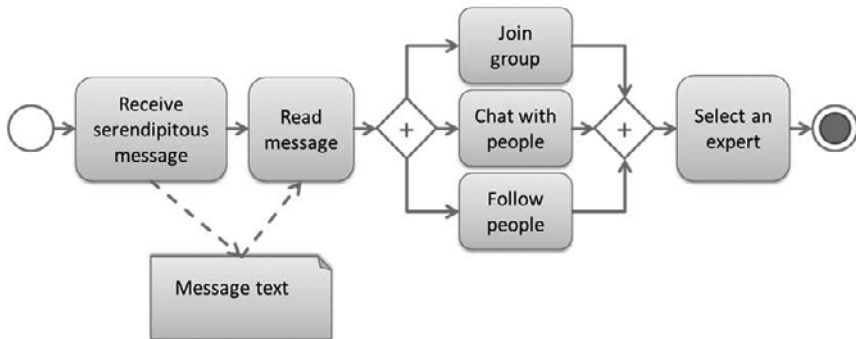 Receive
serendipitous
message
Read
message
+
Join
group
Chat with
people
Follow
people
+
Select an
expert
Message text